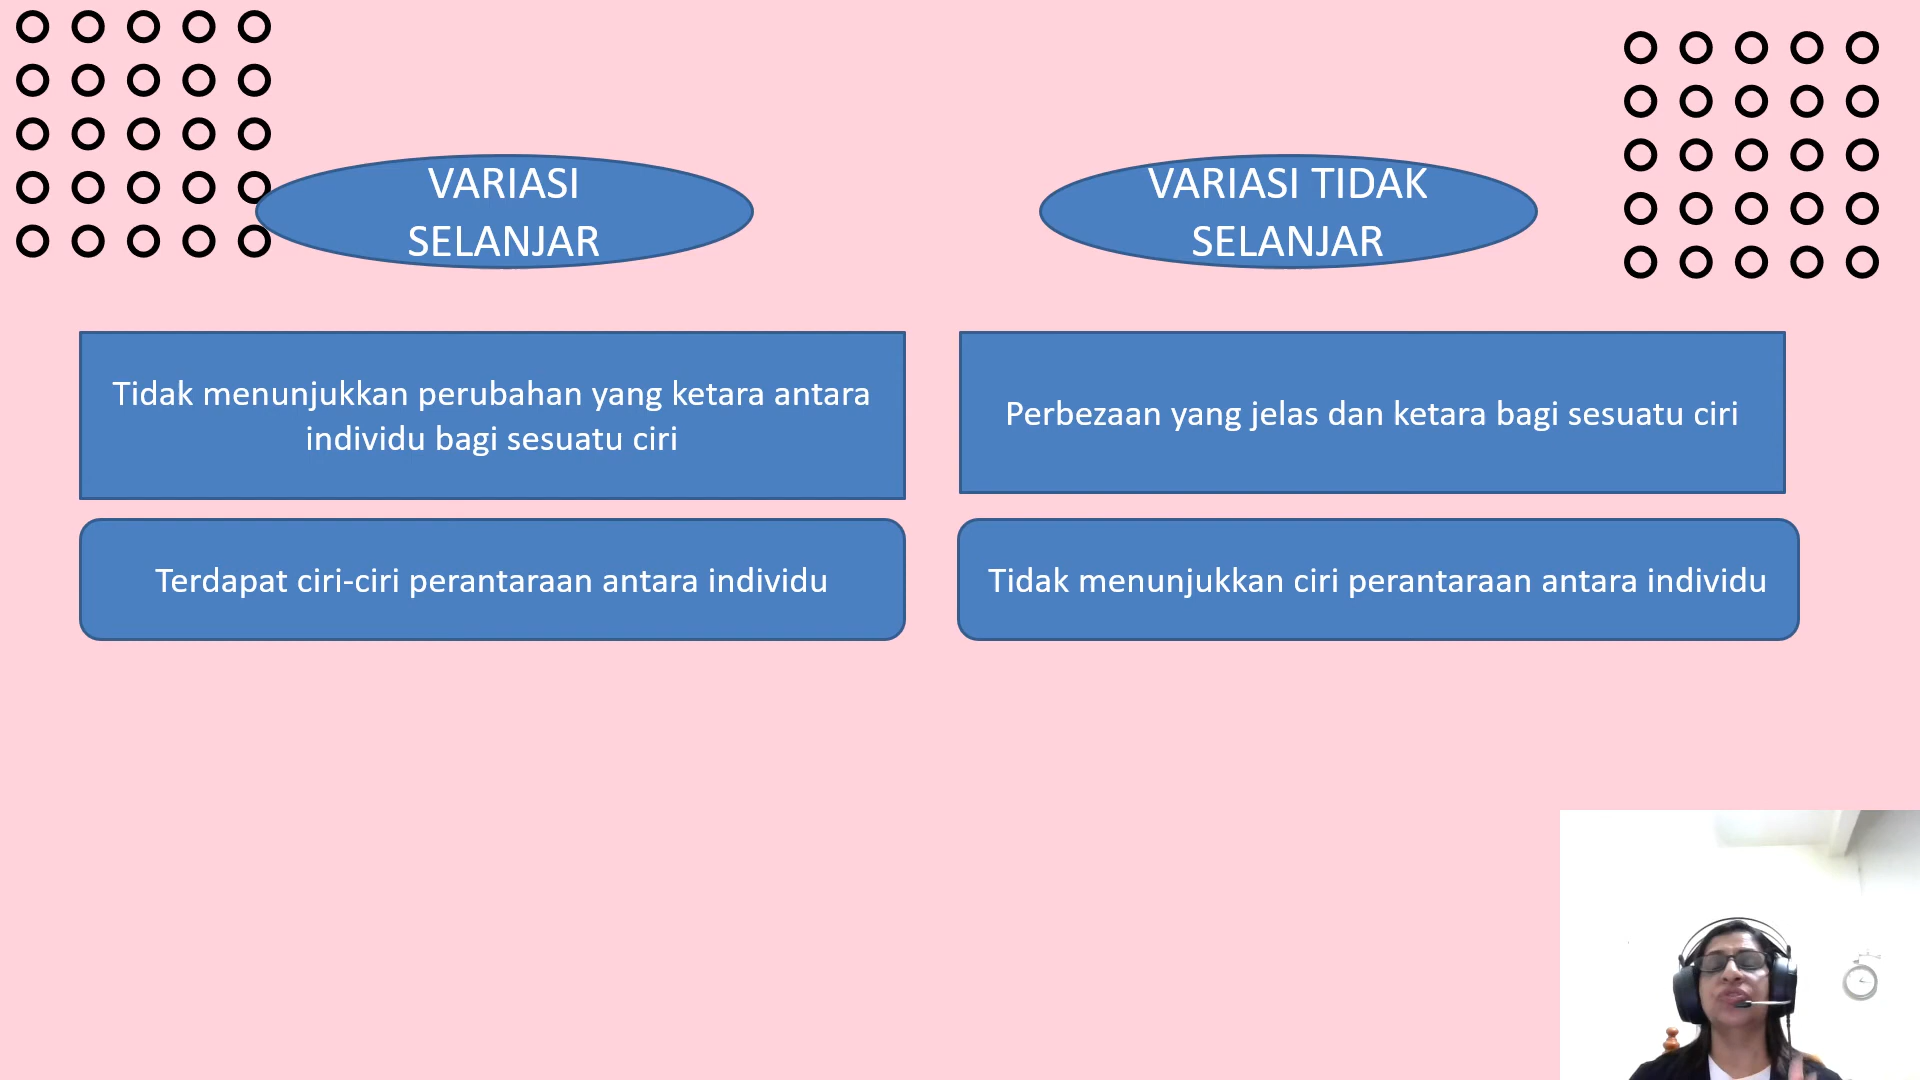 VARIASI
SELANJAR
VARIASI TIDAK
SELANJAR
Tidak menunjukkan perubahan yang ketara antara
individu bagi sesuatu ciri
Perbezaan yang jelas dan ketara bagi sesuatu ciri
Terdapat ciri-ciri perantaraan antara individu
Tidak menunjukkan ciri perantaraan antara individu